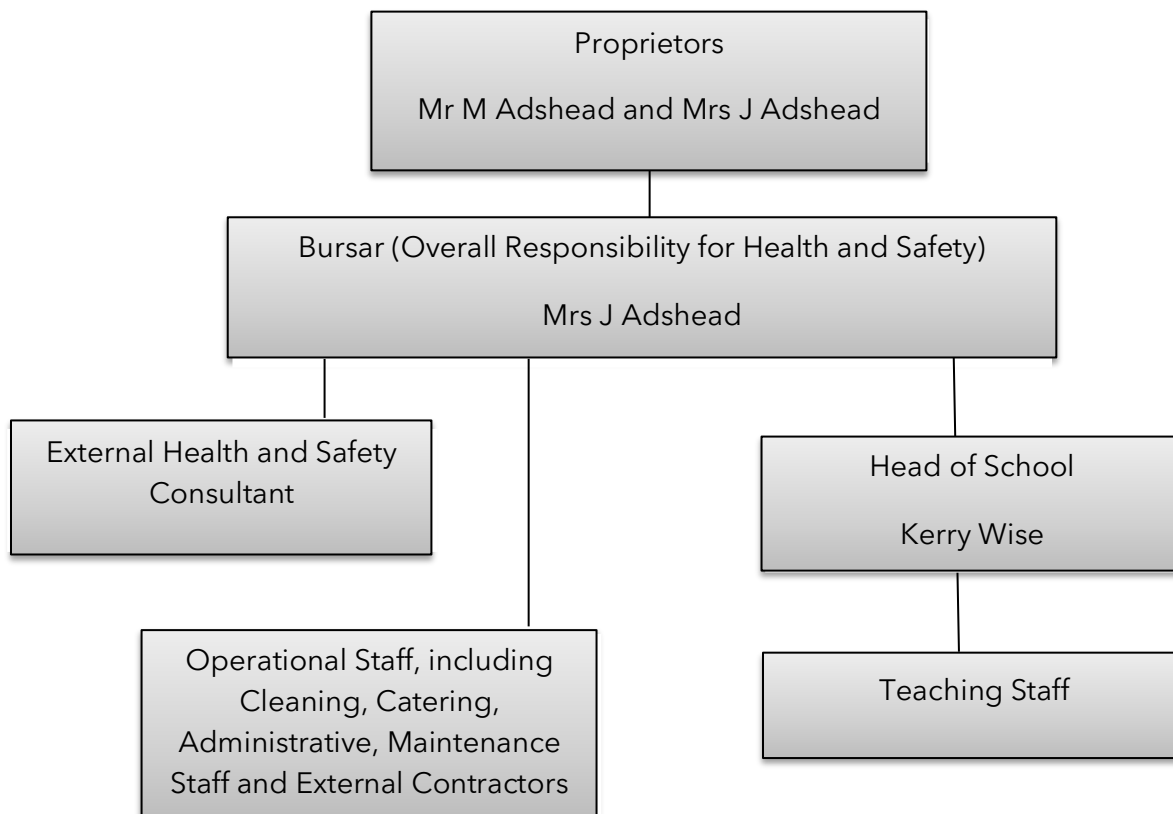 Proprietors
Mr M Adshead and Mrs J Adshead
Bursar (Overall Responsibility for Health and Safety)
Mrs J Adshead
External Health and Safety
Consultant
Head of School
Kerry Wise
Operational Staff, including
Cleaning, Catering,
Administrative, Maintenance
Staff and External Contractors
Teaching Staff